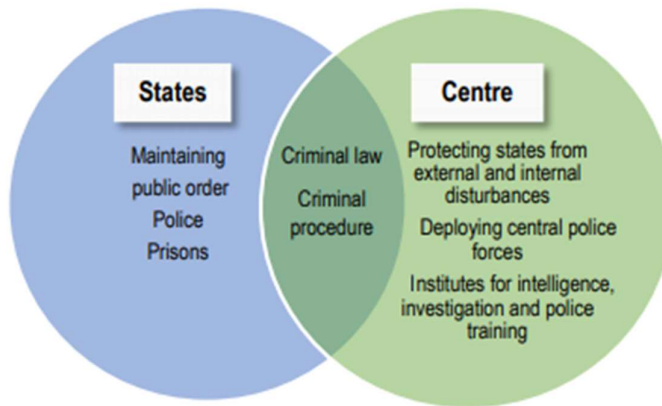 States
Maintaining
public order
Police
Prisons
Criminal law
Criminal
procedure
Centre
Protecting states from
external and internal
disturbances
Deploying central police
forces
Institutes for intelligence,
investigation and police
training